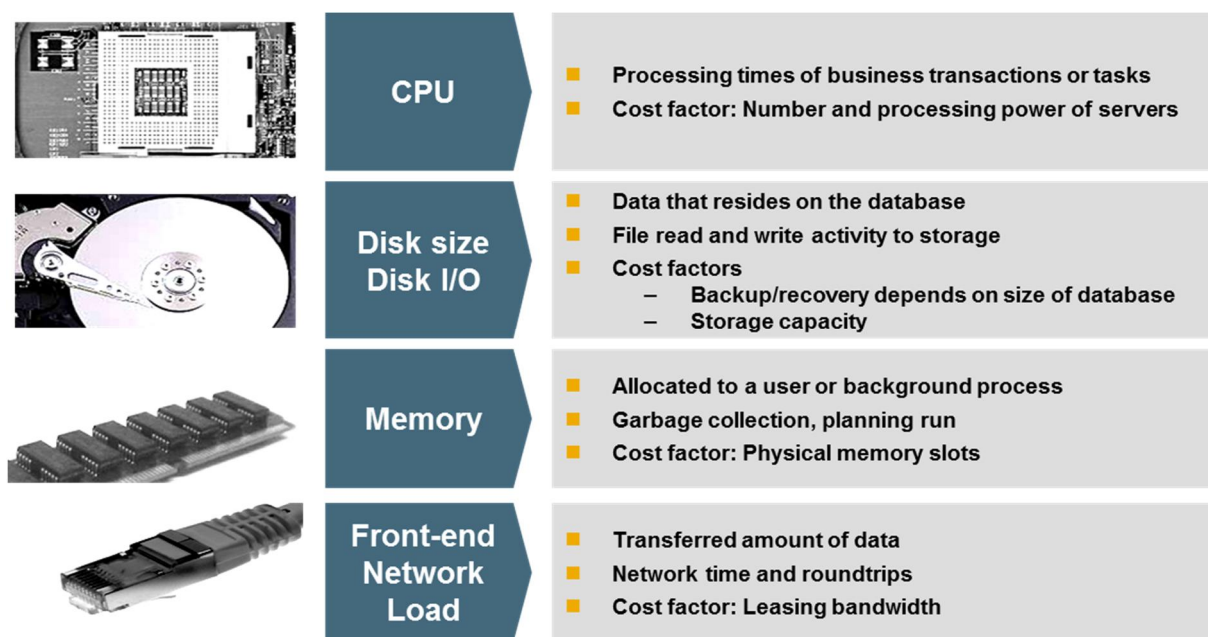 CPU
Processing times of business transactions or tasks
Cost factor: Number and processing power of servers
Disk size
Disk I/O
Data that resides on the database
File read and write activity to storage
Cost factors
– Backup/recovery depends on size of database
– Storage capacity
Memory
Allocated to a user or background process
Garbage collection, planning run
Cost factor: Physical memory slots
Front-end
Network
Load
Transferred amount of data
Network time and roundtrips
Cost factor: Leasing bandwidth